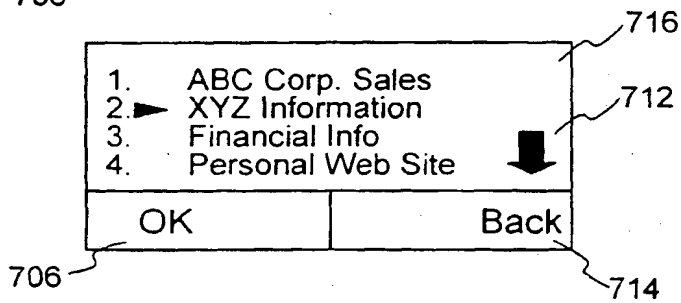 716
1. ABC Corp. Sales
2. XYZ Information
712
3. Financial Info
4. Personal Web Site
OK Back
706
714